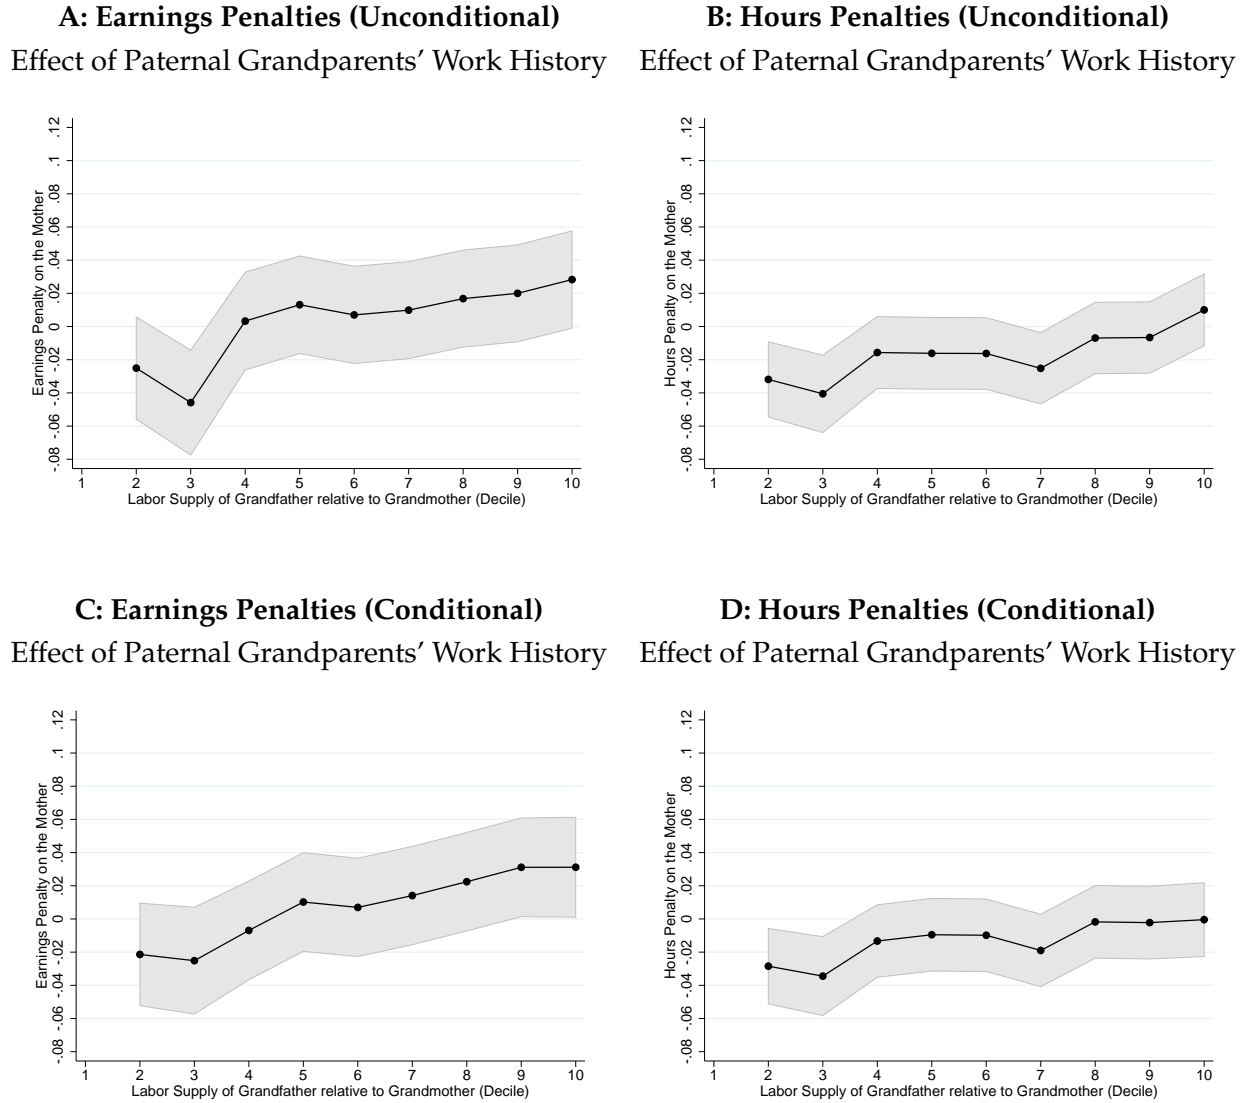 A: Earnings Penalties (Unconditional)
Effect of Paternal Grandparents' Work History
Earnings Penalty on the Mother
.12
.1
.08
.06
.04
.02
0
-.02
-.04
-.06
-.08
1 2 3 4 5 6 7 8 9 10
Labor Supply of Grandfather relative to Grandmother (Decile)
B: Hours Penalties (Unconditional)
Effect of Paternal Grandparents' Work History
Hours Penalty on the Mother
.12
.1
.08
.06
.04
.02
0
-.02
-.04
-.06
-.08
1 2 3 4 5 6 7 8 9 10
Labor Supply of Grandfather relative to Grandmother (Decile)
C: Earnings Penalties (Conditional)
Effect of Paternal Grandparents' Work History
Earnings Penalty on the Mother
.12
.1
.08
.06
.04
.02
0
-.02
-.04
-.06
-.08
1 2 3 4 5 6 7 8 9 10
Labor Supply of Grandfather relative to Grandmother (Decile)
D: Hours Penalties (Conditional)
Effect of Paternal Grandparents' Work History
Hours Penalty on the Mother
.12
.1
.08
.06
.04
.02
0
-.02
-.04
-.06
-.08
1 2 3 4 5 6 7 8 9 10
Labor Supply of Grandfather relative to Grandmother (Decile)